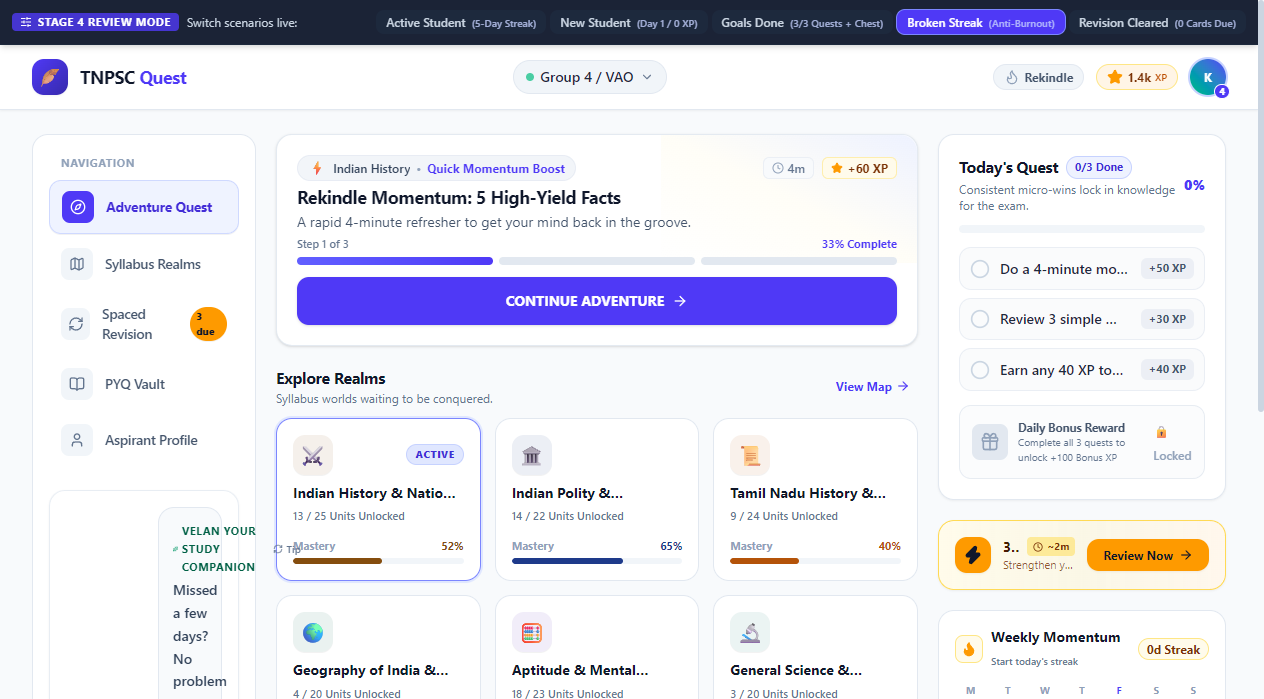 STAGE 4 REVIEW MODE Switch scenarios live: Active Student (5-Day Streak) New Student (Day 1 / 0 XP) Goals Done (3/3 Quests + Chest) Broken Streak (Anti-Burnout) Revision Cleared (0 Cards Due)
TNPSC Quest Group 4 / VAO Rekindle 1.4k XP K 4
NAVIGATION
Adventure Quest
Syllabus Realms
Spaced
Revision
3
due
PYQ Vault
Aspirant Profile
VELAN YOUR
STUDY
COMPANION
Tip
Missed
a few
days?
No
problem
Indian History • Quick Momentum Boost 4m +60 XP
Rekindle Momentum: 5 High-Yield Facts
A rapid 4-minute refresher to get your mind back in the groove.
Step 1 of 3 33% Complete
CONTINUE ADVENTURE →
Explore Realms
Syllabus worlds waiting to be conquered.
View Map →
ACTIVE
Indian History & Natio...
13 / 25 Units Unlocked
Mastery 52%
Indian Polity &...
14 / 22 Units Unlocked
Mastery 65%
Tamil Nadu History &...
9 / 24 Units Unlocked
Mastery 40%
Geography of India &...
4 / 20 Units Unlocked
Aptitude & Mental...
18 / 23 Units Unlocked
General Science &...
3 / 20 Units Unlocked
Today's Quest 0/3 Done
Consistent micro-wins lock in knowledge
for the exam.
0%
Do a 4-minute mo... +50 XP
Review 3 simple ... +30 XP
Earn any 40 XP to... +40 XP
Daily Bonus Reward
Complete all 3 quests to
unlock +100 Bonus XP
Locked
3.. ~2m
Strengthen y...
Review Now →
Weekly Momentum
Start today's streak
0d Streak
M T W T F S S